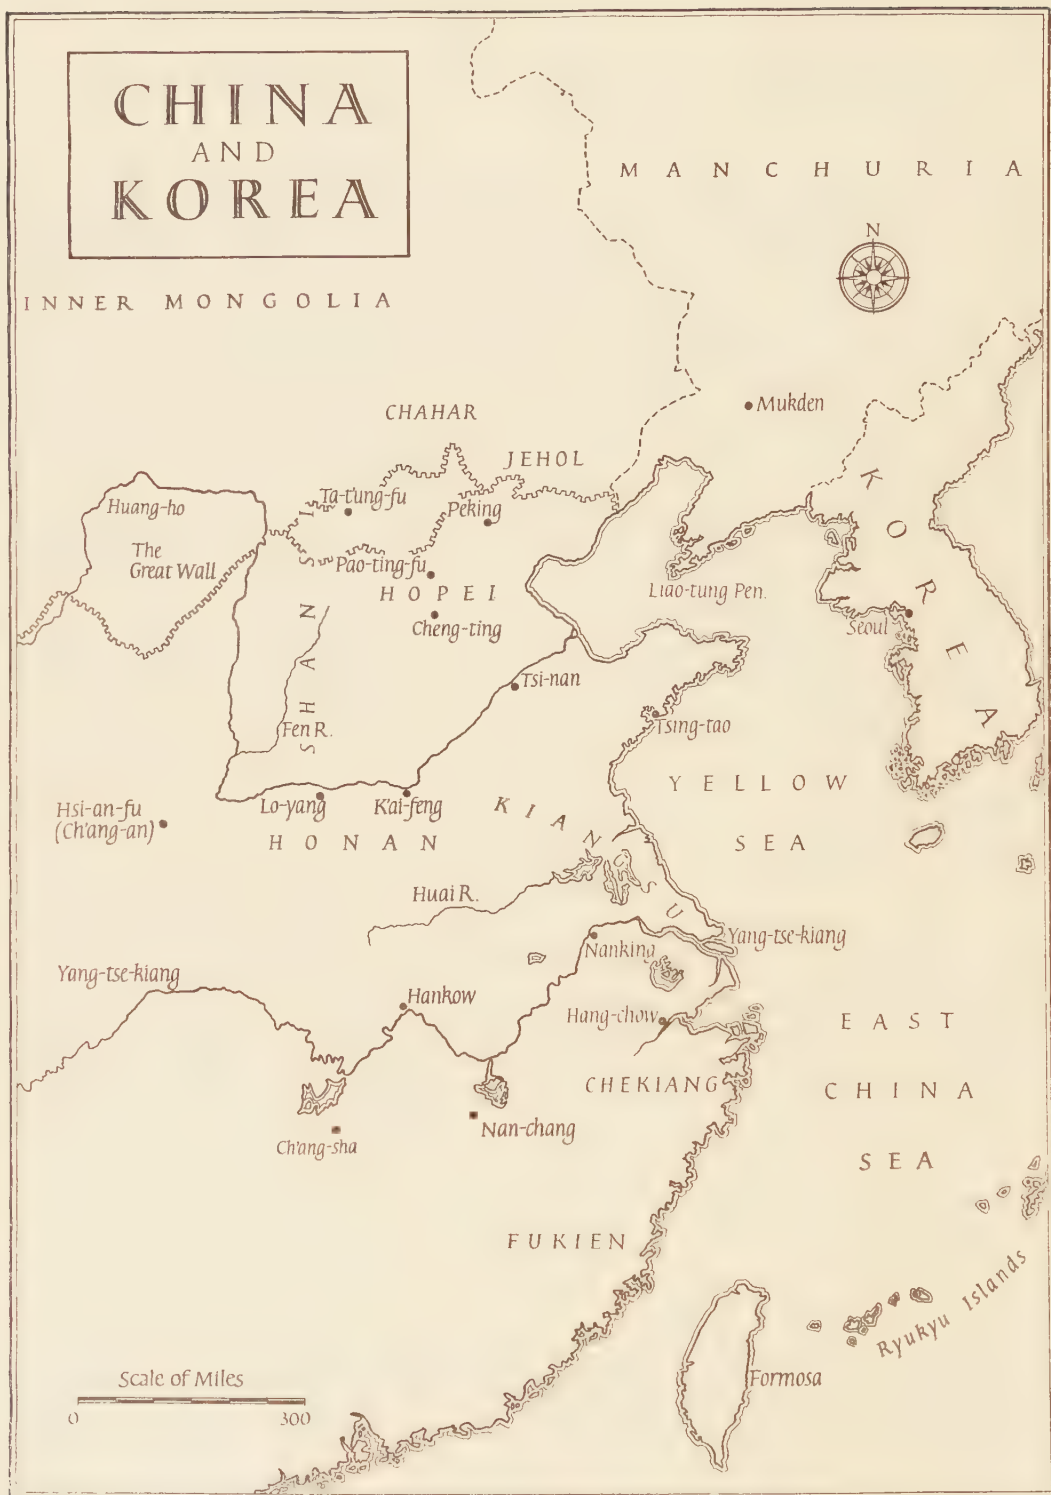 CHINA
AND
KOREA
MANCHURIA
N
INNER MONGOLIA
CHAHAR
Mukden
JEHOL
KOREA
Huang-ho
Ta-t'ung-fu
Peking
The
Great Wall
Pao-ting-fu
HOPEI
Liao-tung Pen.
SHANSI
Cheng-ting
Seoul
Tsi-nan
Fen R.
Tsing-tao
YELLOW
SEA
Hsi-an-fu
(Ch'ang-an)
Lo-yang
K'ai-feng
KIANGSU
HONAN
Huai R.
Nanking
Yang-tse-kiang
Yang-tse-kiang
Hankow
Hang-chow
EAST
CHINA
SEA
CHEKIANG
Nan-chang
Ch'ang-sha
FUKIEN
Ryukyu Islands
Formosa
Scale of Miles
0 300